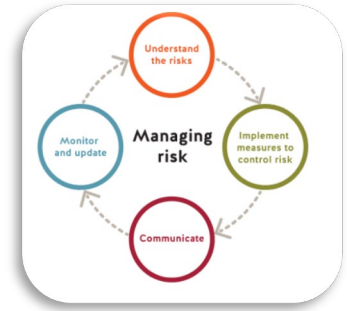 Understand
the risks
Managing
risk
Implement
measures to
control risk
Communicate
Monitor
and update